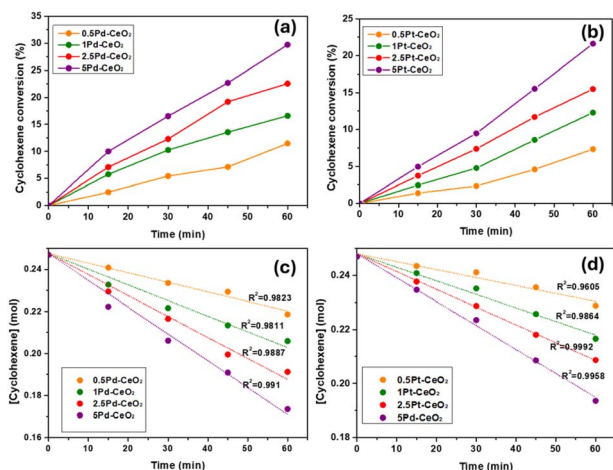 (a)
0.5Pd-CeO₂
1Pd-CeO₂
2.5Pd-CeO₂
5Pd-CeO₂
Cyclohexene conversion (%)
35
30
25
20
15
10
5
0
0 10 20 30 40 50 60
Time (min)
(b)
0.5Pt-CeO₂
1Pt-CeO₂
2.5Pt-CeO₂
5Pt-CeO₂
Cyclohexene conversion (%)
25
20
15
10
5
0
0 10 20 30 40 50 60
Time (min)
(c)
[Cyclohexene] (mol)
0.24
0.22
0.20
0.18
0.16
R²=0.9823
R²=0.9811
R²=0.9887
R²=0.991
0.5Pd-CeO₂
1Pd-CeO₂
2.5Pd-CeO₂
5Pd-CeO₂
0 10 20 30 40 50 60
Time (min)
(d)
[Cyclohexene] (mol)
0.24
0.22
0.20
0.18
R²=0.9605
R²=0.9864
R²=0.9992
R²=0.9958
0.5Pt-CeO₂
1Pt-CeO₂
2.5Pt-CeO₂
5Pd-CeO₂
0 10 20 30 40 50 60
Time (min)